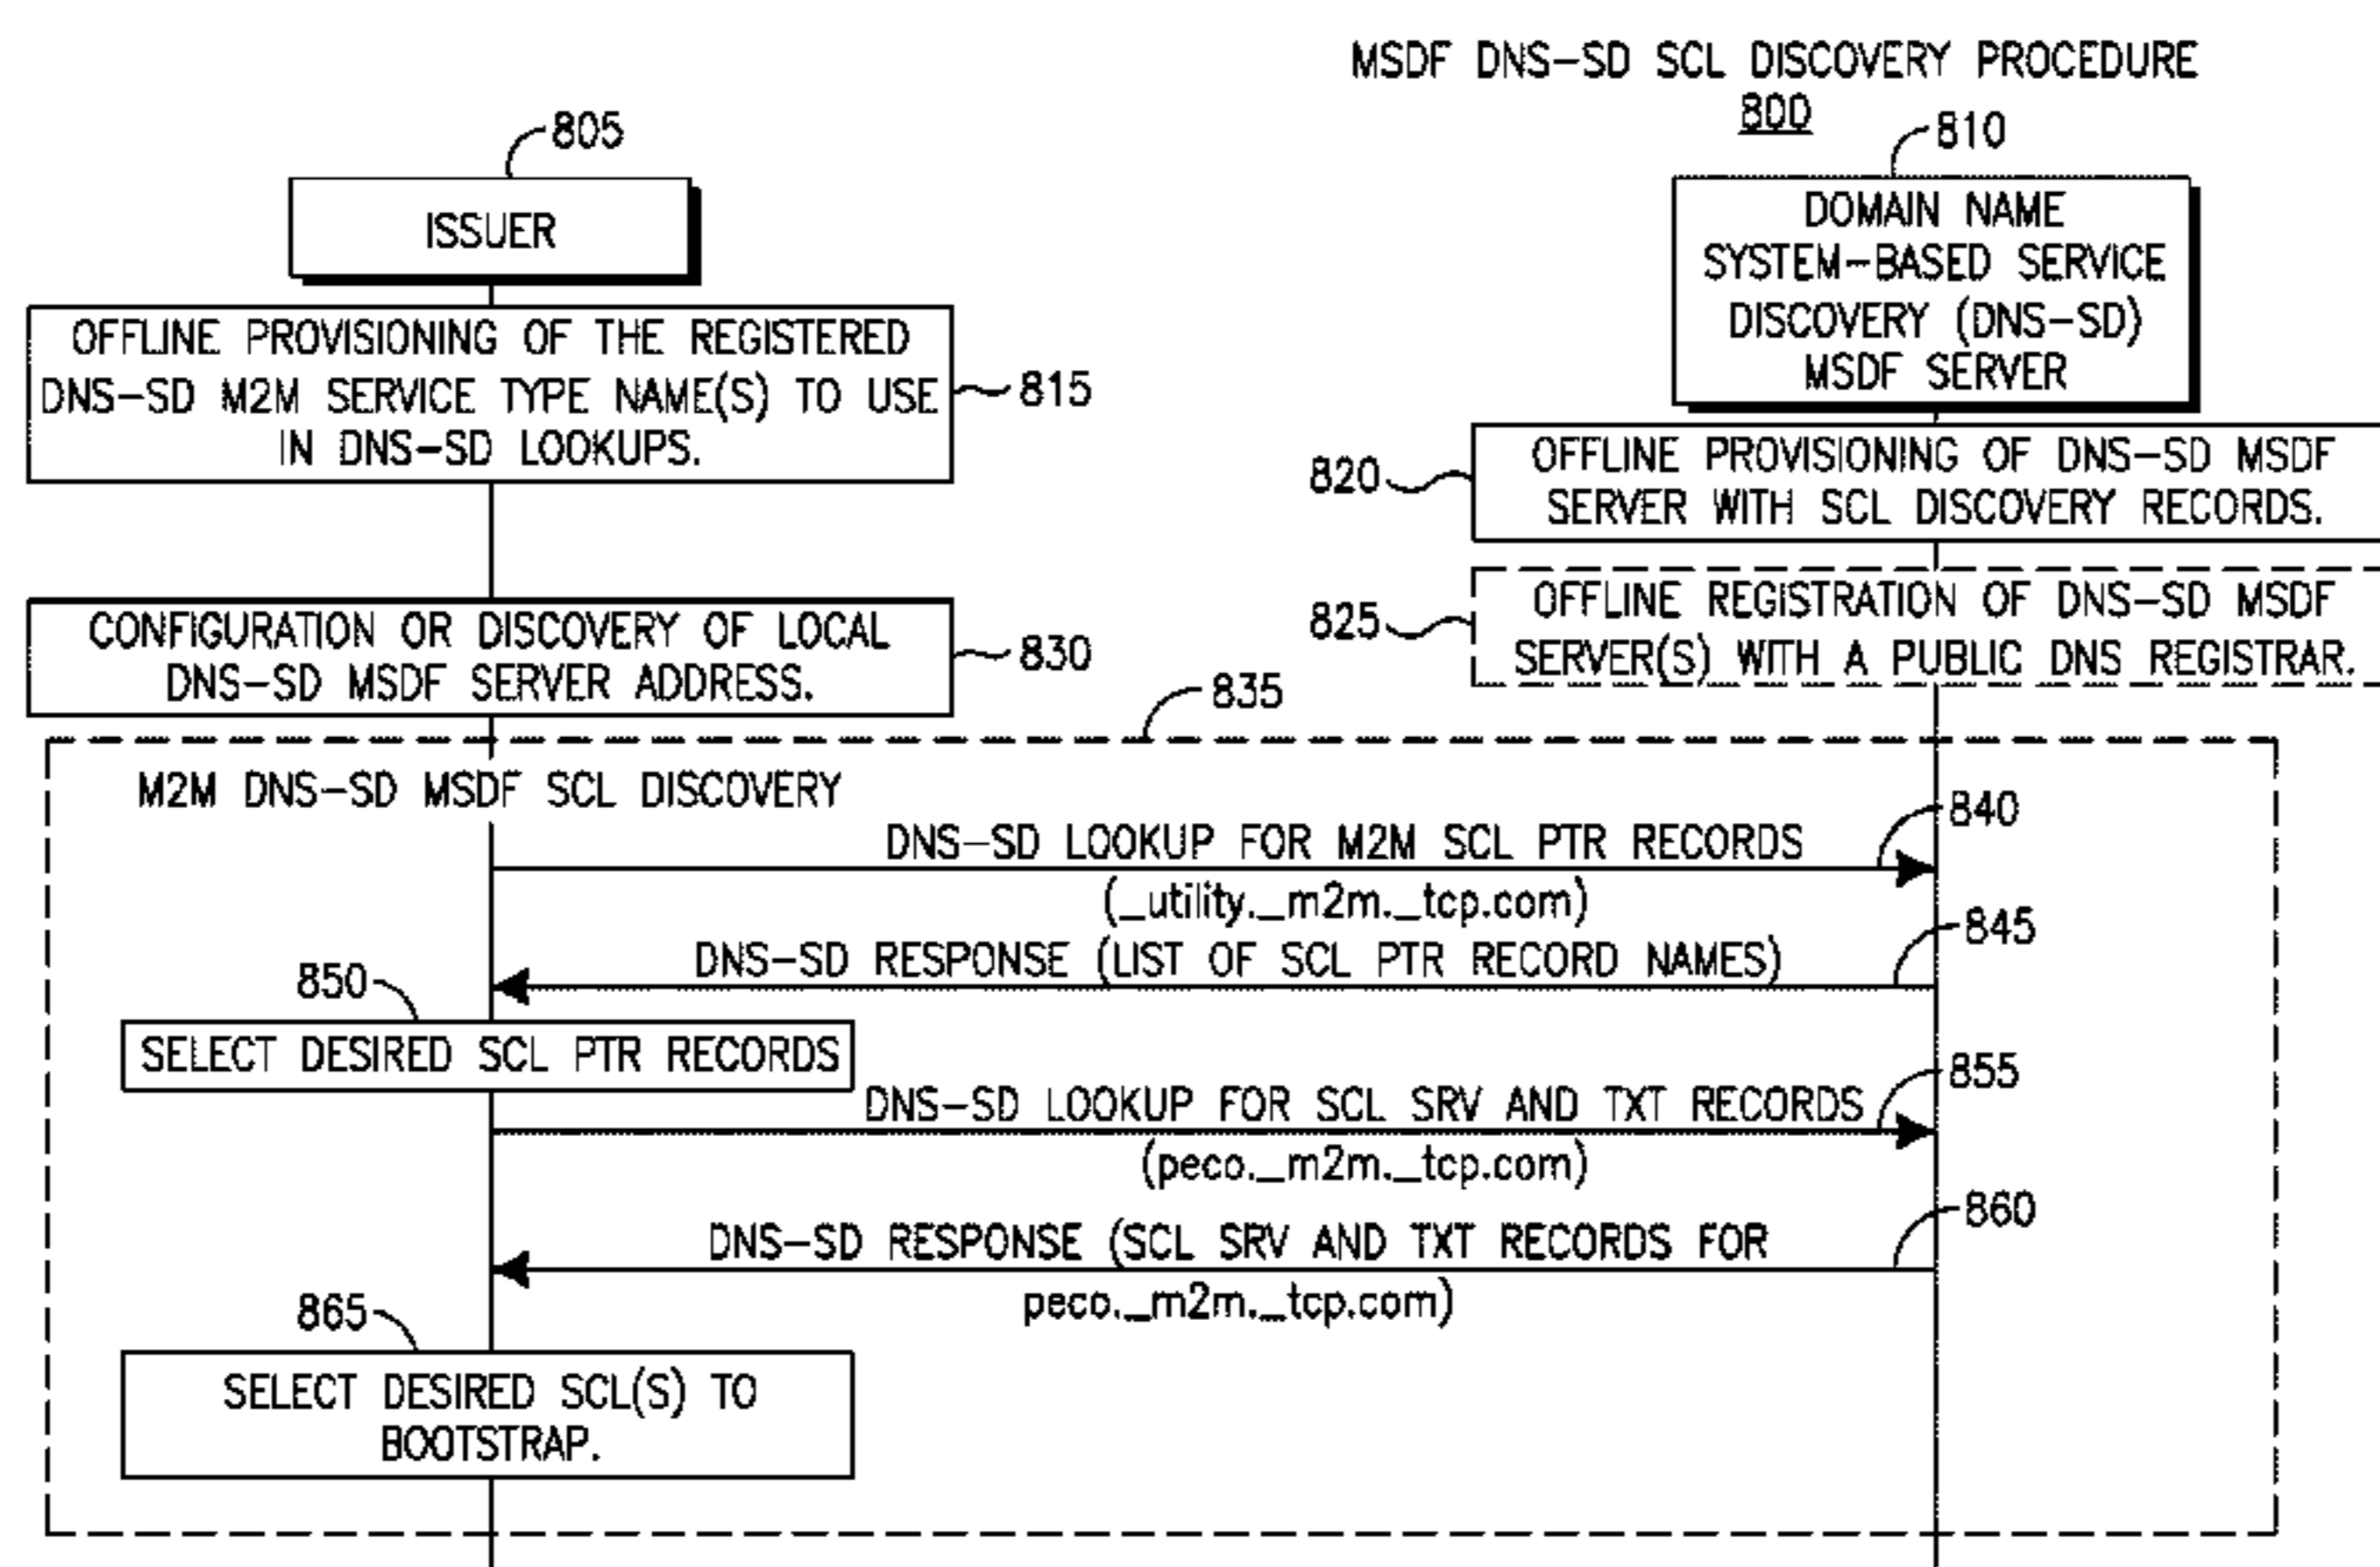 MSDF DNS-SD SCL DISCOVERY PROCEDURE
800
805
810
ISSUER
DOMAIN NAME
SYSTEM-BASED SERVICE
DISCOVERY (DNS-SD)
MSDF SERVER
OFFLINE PROVISIONING OF THE REGISTERED
DNS-SD M2M SERVICE TYPE NAME(S) TO USE
IN DNS-SD LOOKUPS.
815
820
OFFLINE PROVISIONING OF DNS-SD MSDF
SERVER WITH SCL DISCOVERY RECORDS.
825
OFFLINE REGISTRATION OF DNS-SD MSDF
SERVER(S) WITH A PUBLIC DNS REGISTRAR.
CONFIGURATION OR DISCOVERY OF LOCAL
DNS-SD MSDF SERVER ADDRESS.
830
835
M2M DNS-SD MSDF SCL DISCOVERY
DNS-SD LOOKUP FOR M2M SCL PTR RECORDS
840
(_utility._m2m._tcp.com)
DNS-SD RESPONSE (LIST OF SCL PTR RECORD NAMES)
845
850
SELECT DESIRED SCL PTR RECORDS
DNS-SD LOOKUP FOR SCL SRV AND TXT RECORDS
855
(peco._m2m._tcp.com)
DNS-SD RESPONSE (SCL SRV AND TXT RECORDS FOR
860
peco._m2m._tcp.com)
865
SELECT DESIRED SCL(S) TO
BOOTSTRAP.